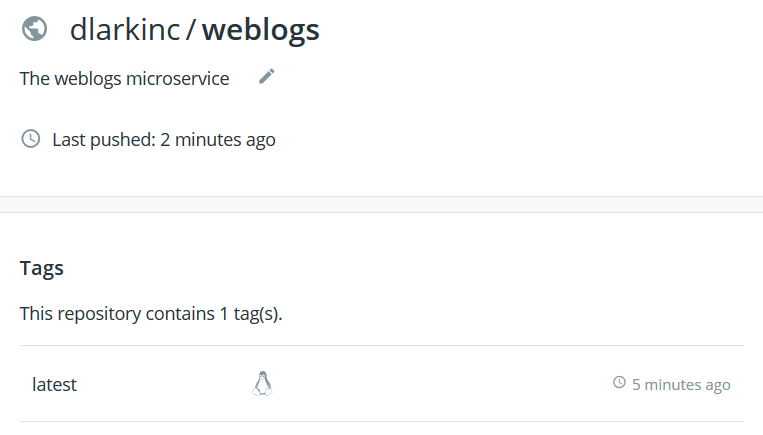 dlarkinc / weblogs
The weblogs microservice
Last pushed: 2 minutes ago
Tags
This repository contains 1 tag(s).
latest 5 minutes ago